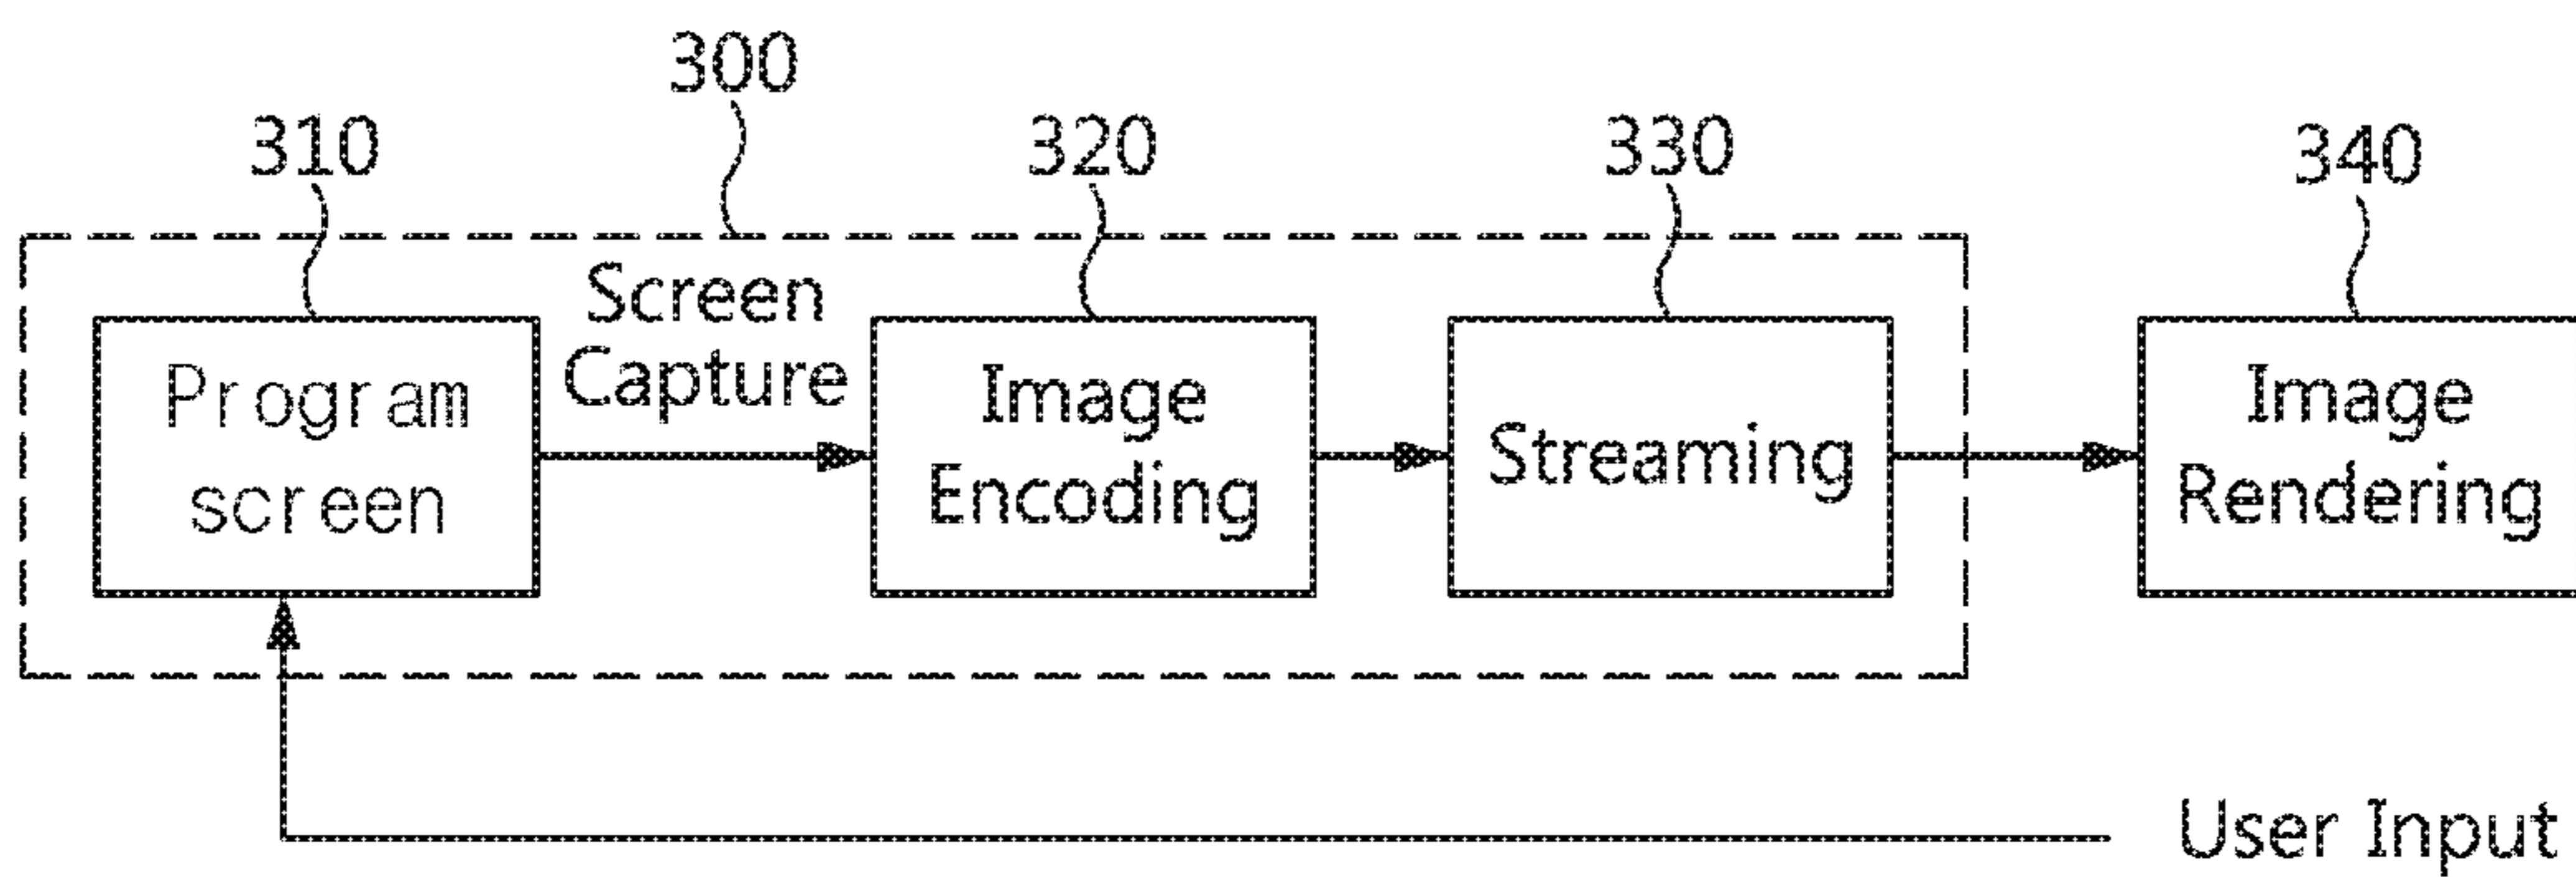 300
310
320
330
340
Screen
Capture
Program
screen
Image
Encoding
Streaming
Image
Rendering
User Input